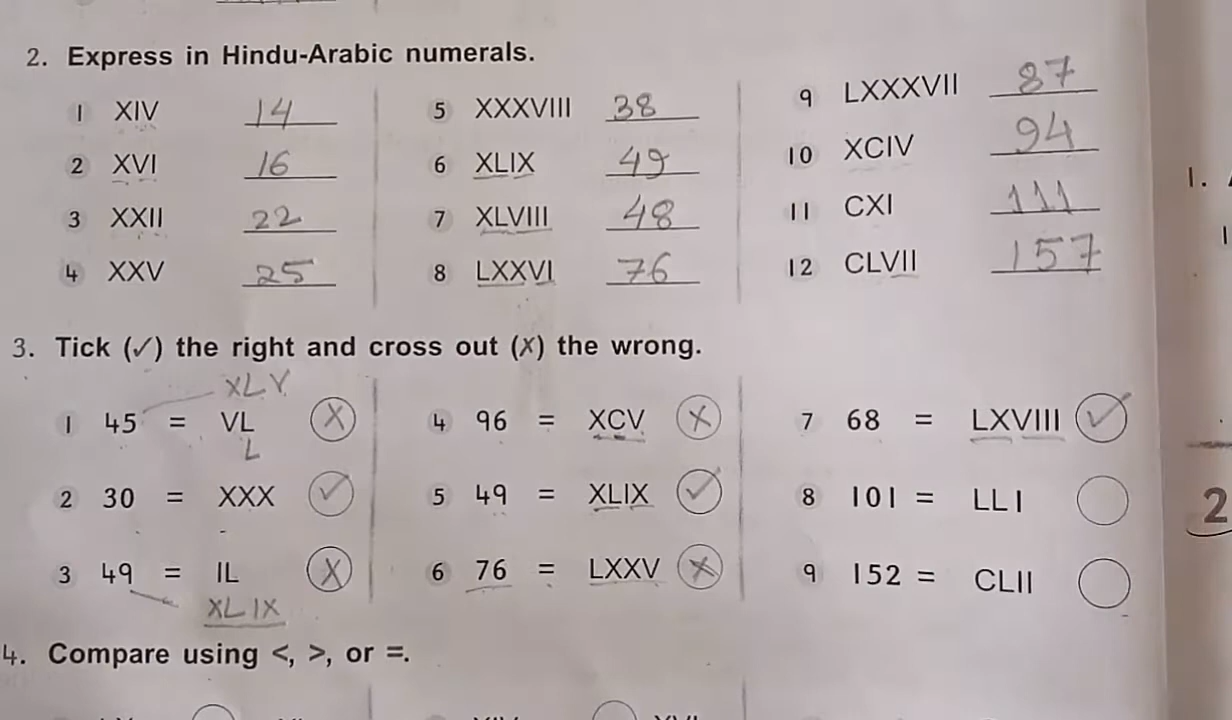 2. Express in Hindu-Arabic numerals.
1 XIV 14
2 XVI 16
3 XXII 22
4 XXV 25
5 XXXVIII 38
6 XLIX 49
7 XLVIII 48
8 LXXVI 76
9 LXXXVII 87
10 XCIV 94
11 CXI 111
12 CLVII 157
3. Tick (✓) the right and cross out (✗) the wrong.
XLV
1 45 = VL X
L
2 30 = XXX ✓
3 49 = IL X
XLIX
4 96 = XCV X
5 49 = XLIX ✓
6 76 = LXXV X
7 68 = LXVIII ✓
8 101 = LLI
9 152 = CLII
4. Compare using <, >, or =.
1.
2